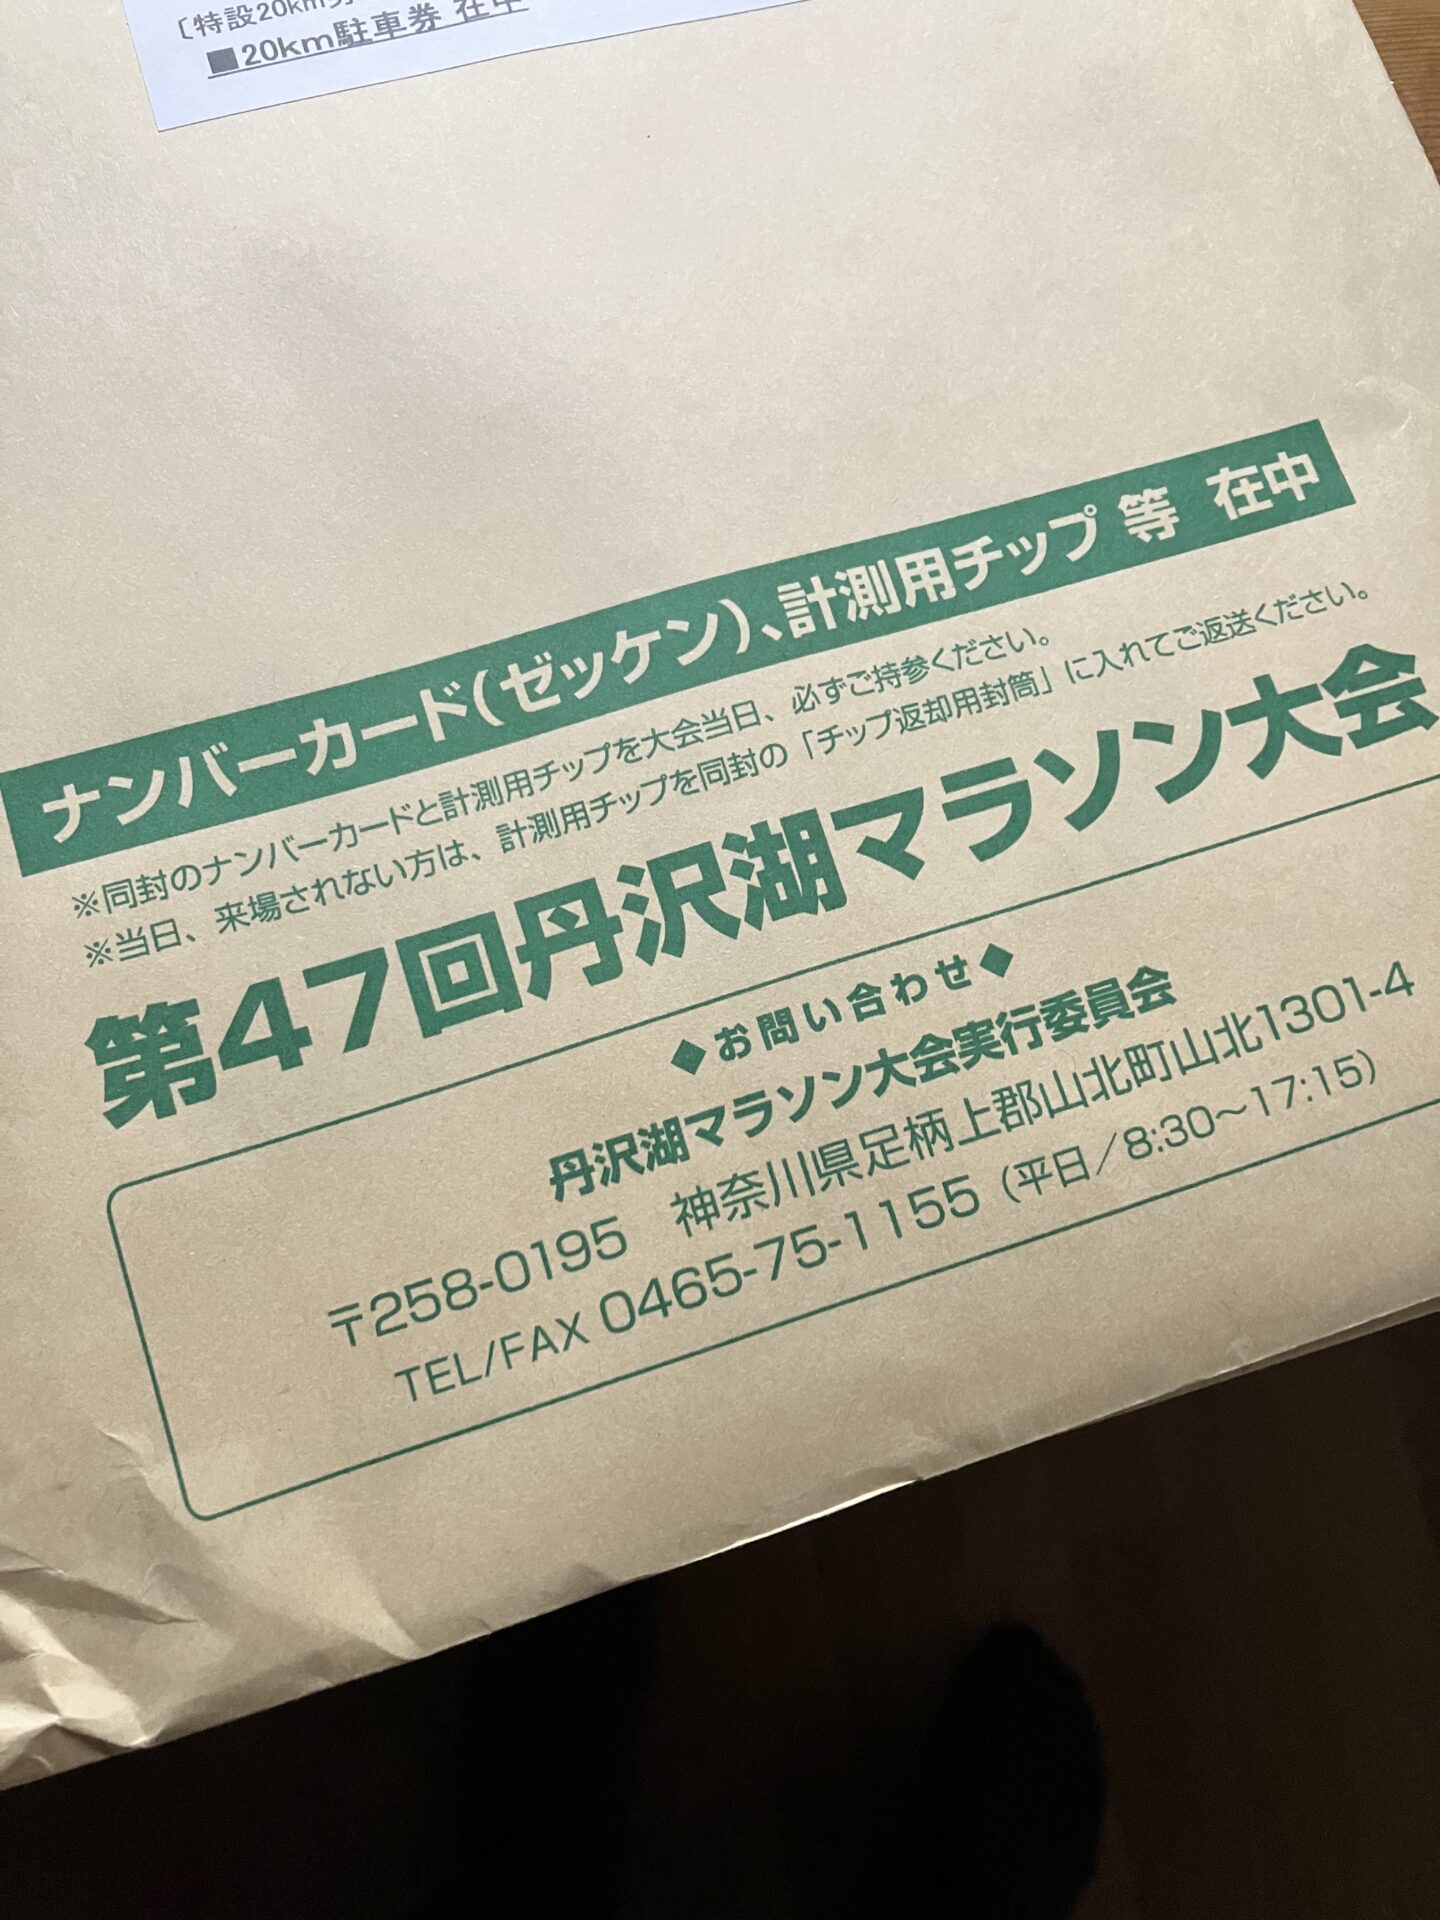 〔特設20km
■20km駐車券 在中
ナンバーカード(ゼッケン)、計測用チップ 等 在中
※同封のナンバーカードと計測用チップを大会当日、必ずご持参ください。
※当日、来場されない方は、計測用チップを同封の「チップ返却用封筒」に入れてご返送ください。
第47回丹沢湖マラソン大会
◆お問い合わせ◆
丹沢湖マラソン大会実行委員会
〒258-0195 神奈川県足柄上郡山北町山北1301-4
TEL/FAX 0465-75-1155(平日/8:30〜17:15)